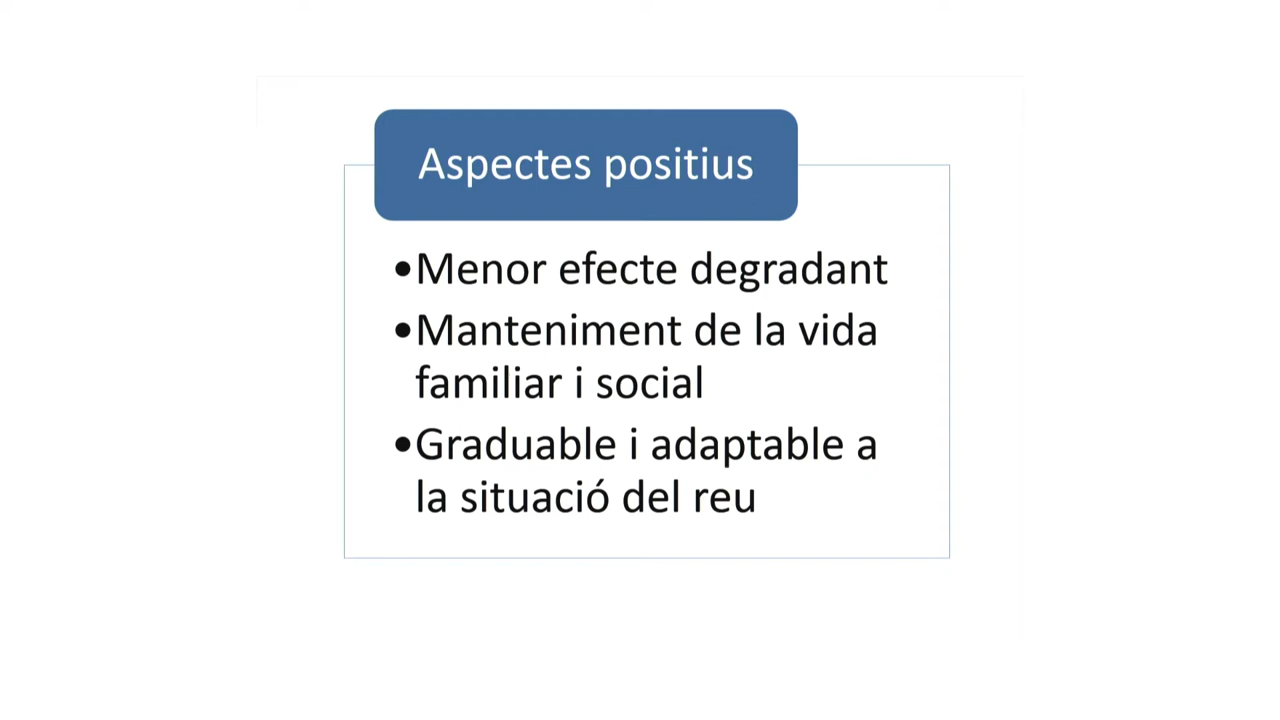 Aspectes positius
•Menor efecte degradant
•Manteniment de la vida
familiar i social
•Graduable i adaptable a
la situació del reu